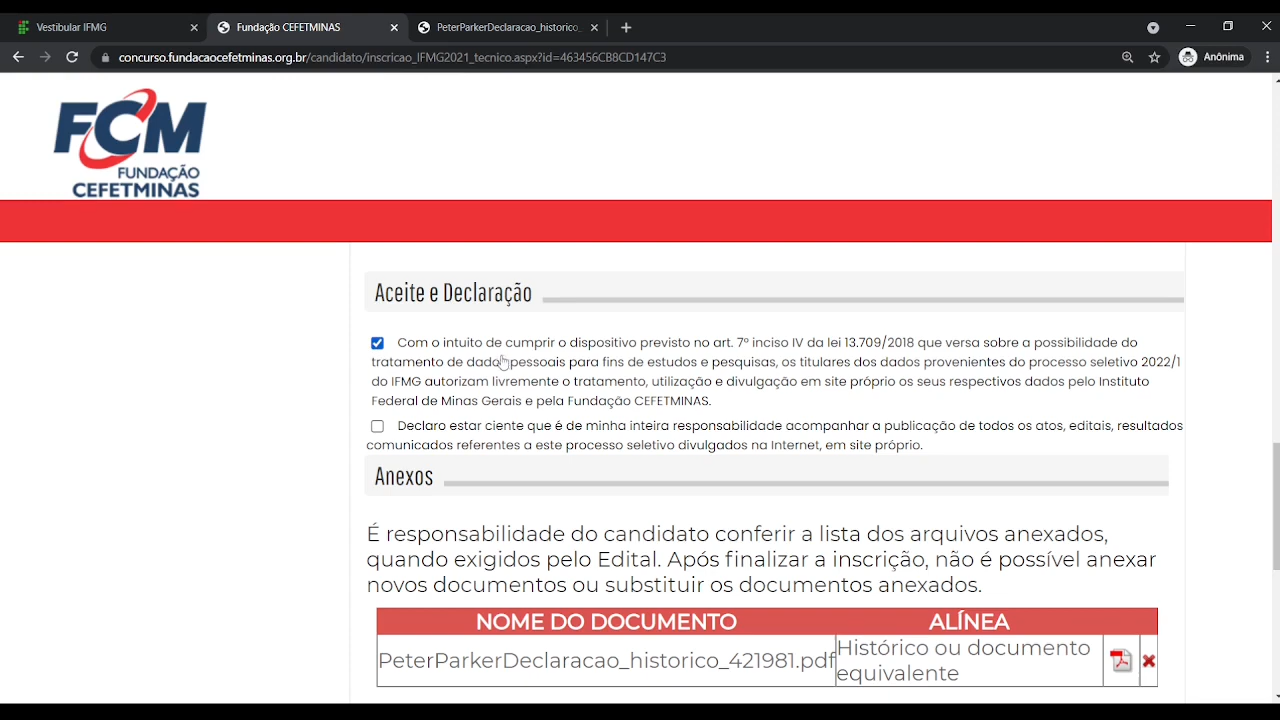 Vestibular IFMG
Fundação CEFETMINAS
PeterParkerDeclaracao_historico_
concurso.fundacaocefetminas.org.br/candidato/inscricao_IFMG2021_tecnico.aspx?id=463456CB8CD147C3
Anônima
FCM
FUNDAÇÃO
CEFETMINAS
Aceite e Declaração
Com o intuito de cumprir o dispositivo previsto no art. 7º inciso IV da lei 13.709/2018 que versa sobre a possibilidade do
tratamento de dados pessoais para fins de estudos e pesquisas, os titulares dos dados provenientes do processo seletivo 2022/1
do IFMG autorizam livremente o tratamento, utilização e divulgação em site próprio os seus respectivos dados pelo Instituto
Federal de Minas Gerais e pela Fundação CEFETMINAS.
Declaro estar ciente que é de minha inteira responsabilidade acompanhar a publicação de todos os atos, editais, resultados
comunicados referentes a este processo seletivo divulgados na Internet, em site próprio.
Anexos
É responsabilidade do candidato conferir a lista dos arquivos anexados,
quando exigidos pelo Edital. Após finalizar a inscrição, não é possível anexar
novos documentos ou substituir os documentos anexados.
NOME DO DOCUMENTO ALÍNEA
PeterParkerDeclaracao_historico_421981.pdf Histórico ou documento
equivalente